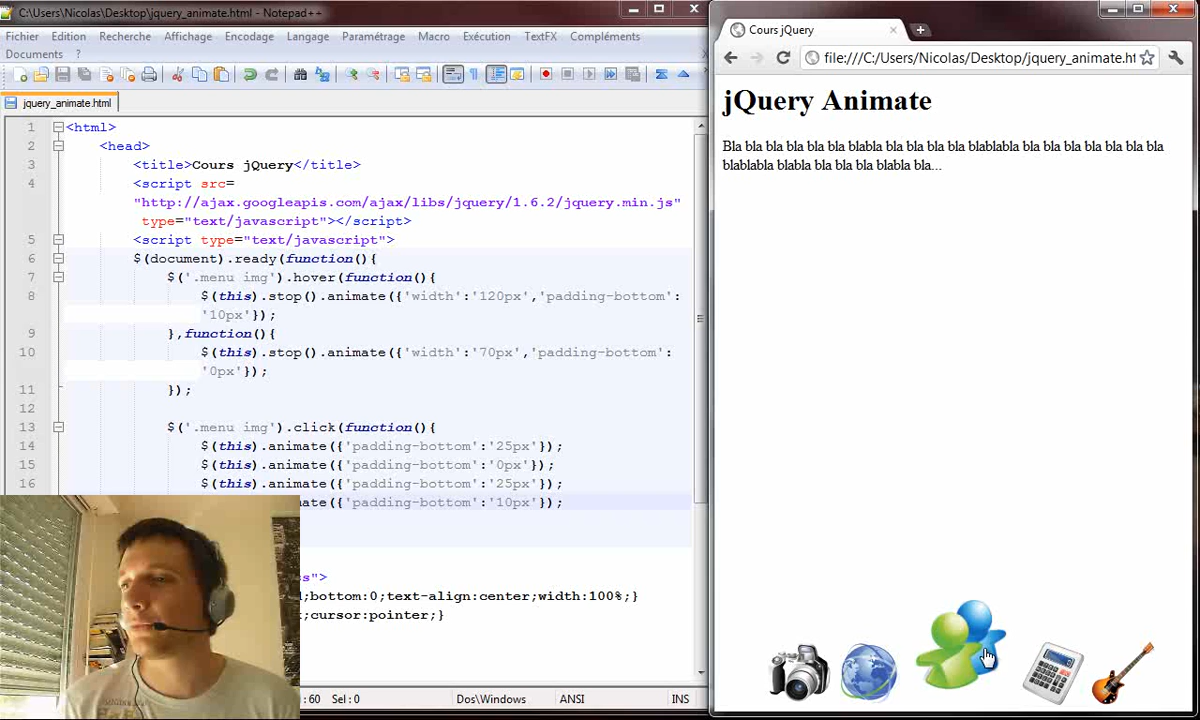 C:\Users\Nicolas\Desktop\jquery_animate.html - Notepad++
Fichier Edition Recherche Affichage Encodage Langage Paramétrage Macro Exécution TextFX Compléments
Documents ?
jquery_animate.html
1 <html>
2 <head>
3 <title>Cours jQuery</title>
4 <script src=
"http://ajax.googleapis.com/ajax/libs/jquery/1.6.2/jquery.min.js"
type="text/javascript"></script>
5 <script type="text/javascript">
6 $(document).ready(function(){
7 $('.menu img').hover(function(){
8 $(this).stop().animate({'width':'120px','padding-bottom':
'10px'});
9 },function(){
10 $(this).stop().animate({'width':'70px','padding-bottom':
'0px'});
11 });
12
13 $('.menu img').click(function(){
14 $(this).animate({'padding-bottom':'25px'});
15 $(this).animate({'padding-bottom':'0px'});
16 $(this).animate({'padding-bottom':'25px'});
mate({'padding-bottom':'10px'});
s">
;bottom:0;text-align:center;width:100%;}
;cursor:pointer;}
: 60 Sel : 0 Dos\Windows ANSI INS
Cours jQuery
file:///C:/Users/Nicolas/Desktop/jquery_animate.ht
jQuery Animate
Bla bla bla bla bla bla blabla bla bla bla bla blablabla bla bla bla bla bla bla bla
blablabla blabla bla bla bla blabla bla...